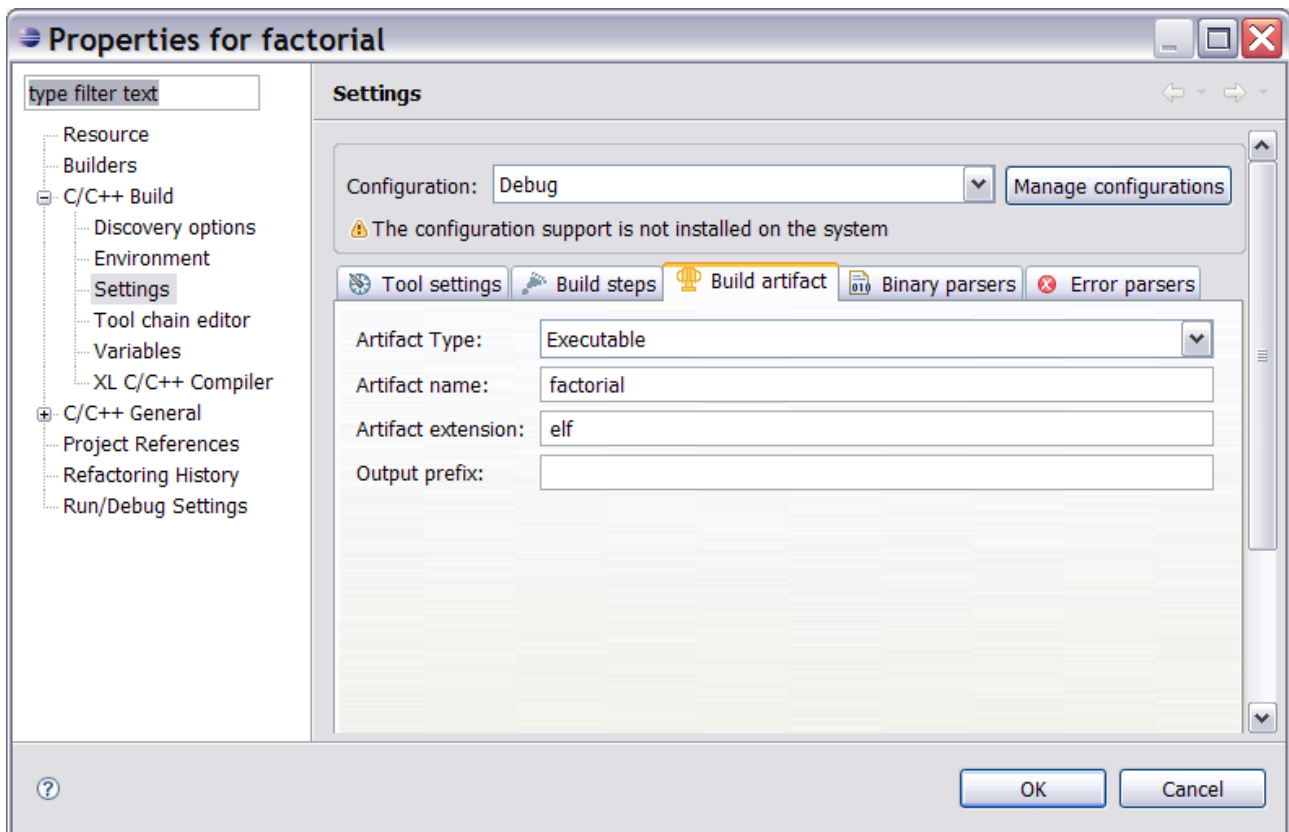 Properties for factorial
type filter text
Resource
Builders
C/C++ Build
Discovery options
Environment
Settings
Tool chain editor
Variables
XL C/C++ Compiler
C/C++ General
Project References
Refactoring History
Run/Debug Settings
Settings
Configuration: Debug Manage configurations
The configuration support is not installed on the system
Tool settings Build steps Build artifact 010 Binary parsers Error parsers
Artifact Type: Executable
Artifact name: factorial
Artifact extension: elf
Output prefix:
? OK Cancel